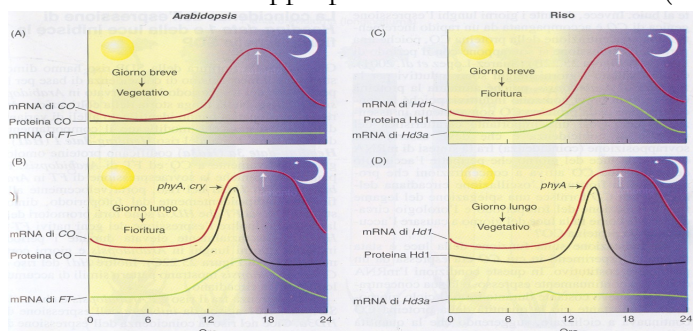 Arabidopsis
Riso
(A)
Giorno breve
Vegetativo
mRNA di CO
Proteina CO
mRNA di FT
(C)
Giorno breve
Fioritura
mRNA di Hd1
Proteina Hd1
mRNA di Hd3a
(B)
phyA, cry
Giorno lungo
Fioritura
mRNA di CO
Proteina CO
mRNA di FT
0 6 12 18 24
(D)
phyA
Giorno lungo
Vegetativo
mRNA di Hd1
Proteina Hd1
mRNA di Hd3a
0 6 12 18 24